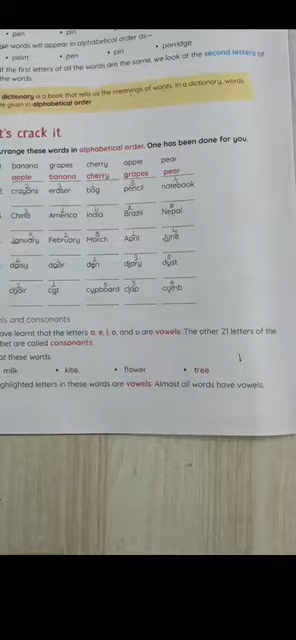 • pen • pin
se words will appear in alphabetical order as—
• paint • pen • pin • porridge
f the first letters of all the words are the same, we look at the second letters of
the words.
dictionary is a book that tells us the meanings of words. In a dictionary, words
re given in alphabetical order
t's crack it
rrange these words in alphabetical order. One has been done for you.
banana grapes cherry apple pear
apple banana cherry grapes pear
crayons eraser bag pencil notebook
China America India Brazil Nepal
January February March April June
daisy door den diary dust
chair cat cupboard clap comb
ls and consonants
ave learnt that the letters a, e, i, o, and u are vowels. The other 21 letters of the
bet are called consonants.
at these words
milk • kite. • flower • tree
ghlighted letters in these words are vowels. Almost all words have vowels.